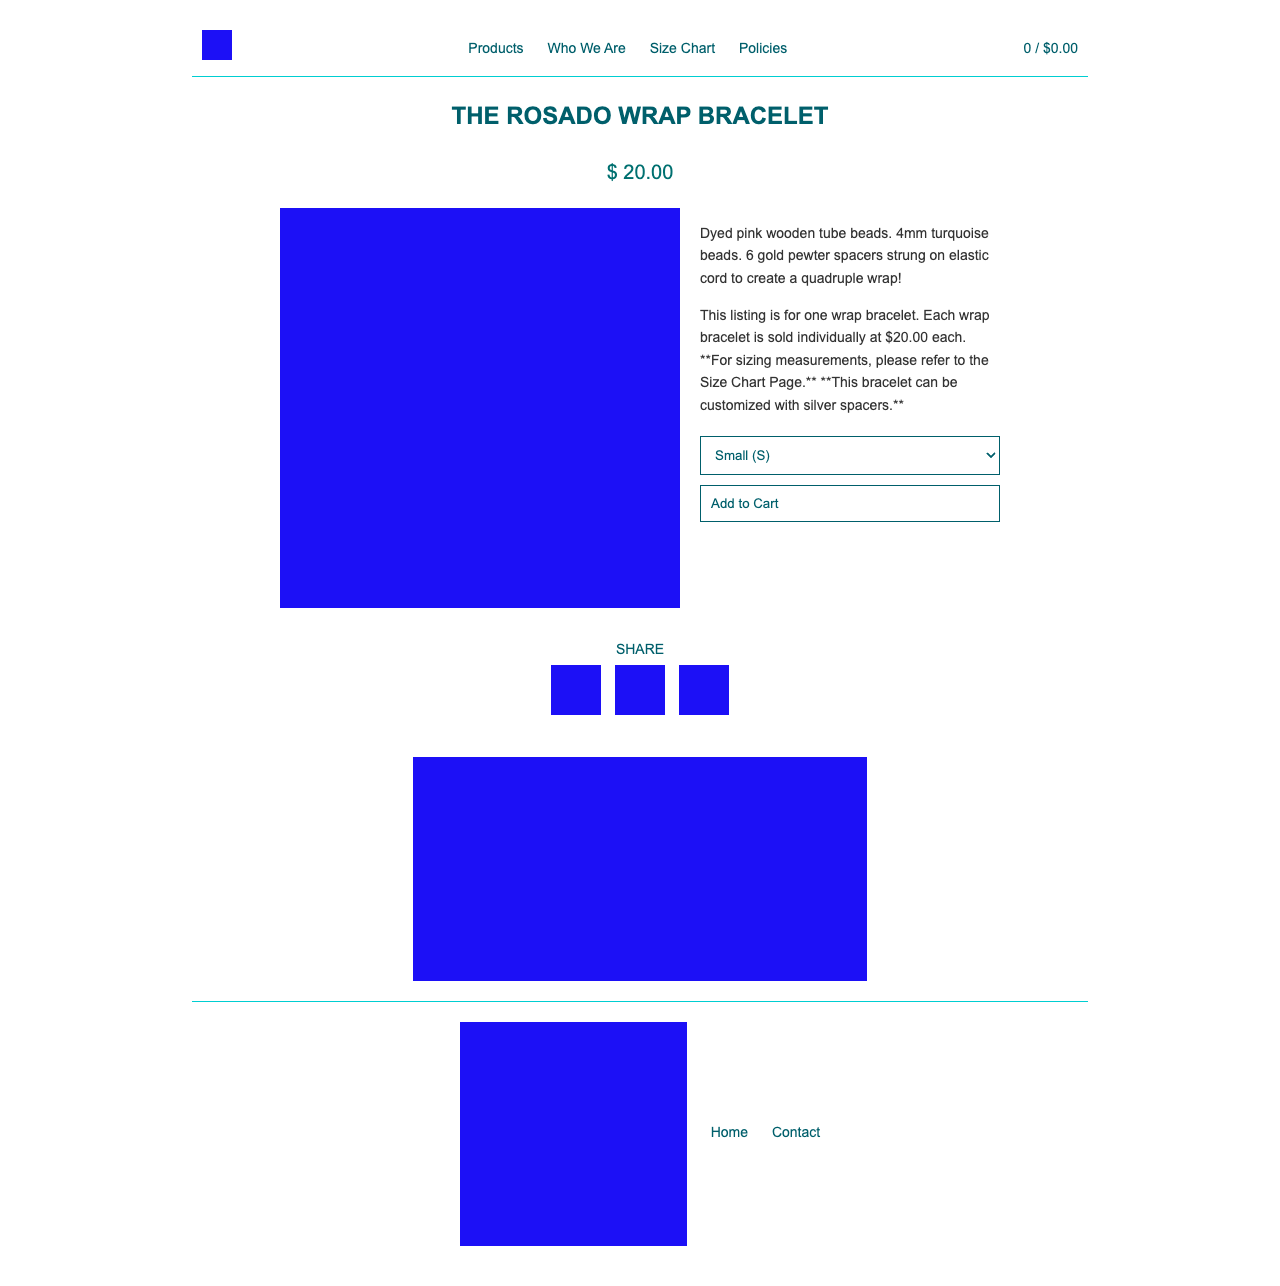 Products Who We Are Size Chart Policies 0 / $0.00
THE ROSADO WRAP BRACELET
$ 20.00
Dyed pink wooden tube beads. 4mm turquoise
beads. 6 gold pewter spacers strung on elastic
cord to create a quadruple wrap!
This listing is for one wrap bracelet. Each wrap
bracelet is sold individually at $20.00 each.
**For sizing measurements, please refer to the
Size Chart Page.** **This bracelet can be
customized with silver spacers.**
Small (S)
Add to Cart
SHARE
Home Contact